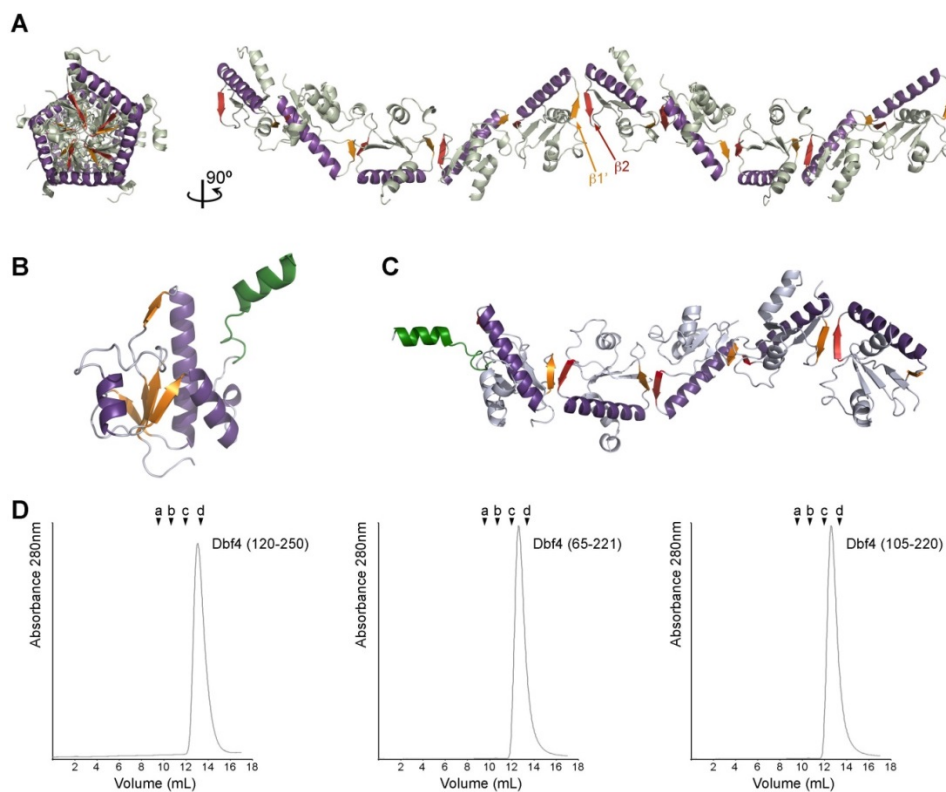 A
90º
β1'
β2
B
C
D
a b c d
Dbf4 (120-250)
Absorbance 280nm
2 4 6 8 10 12 14 16 18
Volume (mL)
a b c d
Dbf4 (65-221)
Absorbance 280nm
2 4 6 8 10 12 14 16 18
Volume (mL)
a b c d
Dbf4 (105-220)
Absorbance 280nm
2 4 6 8 10 12 14 16 18
Volume (mL)